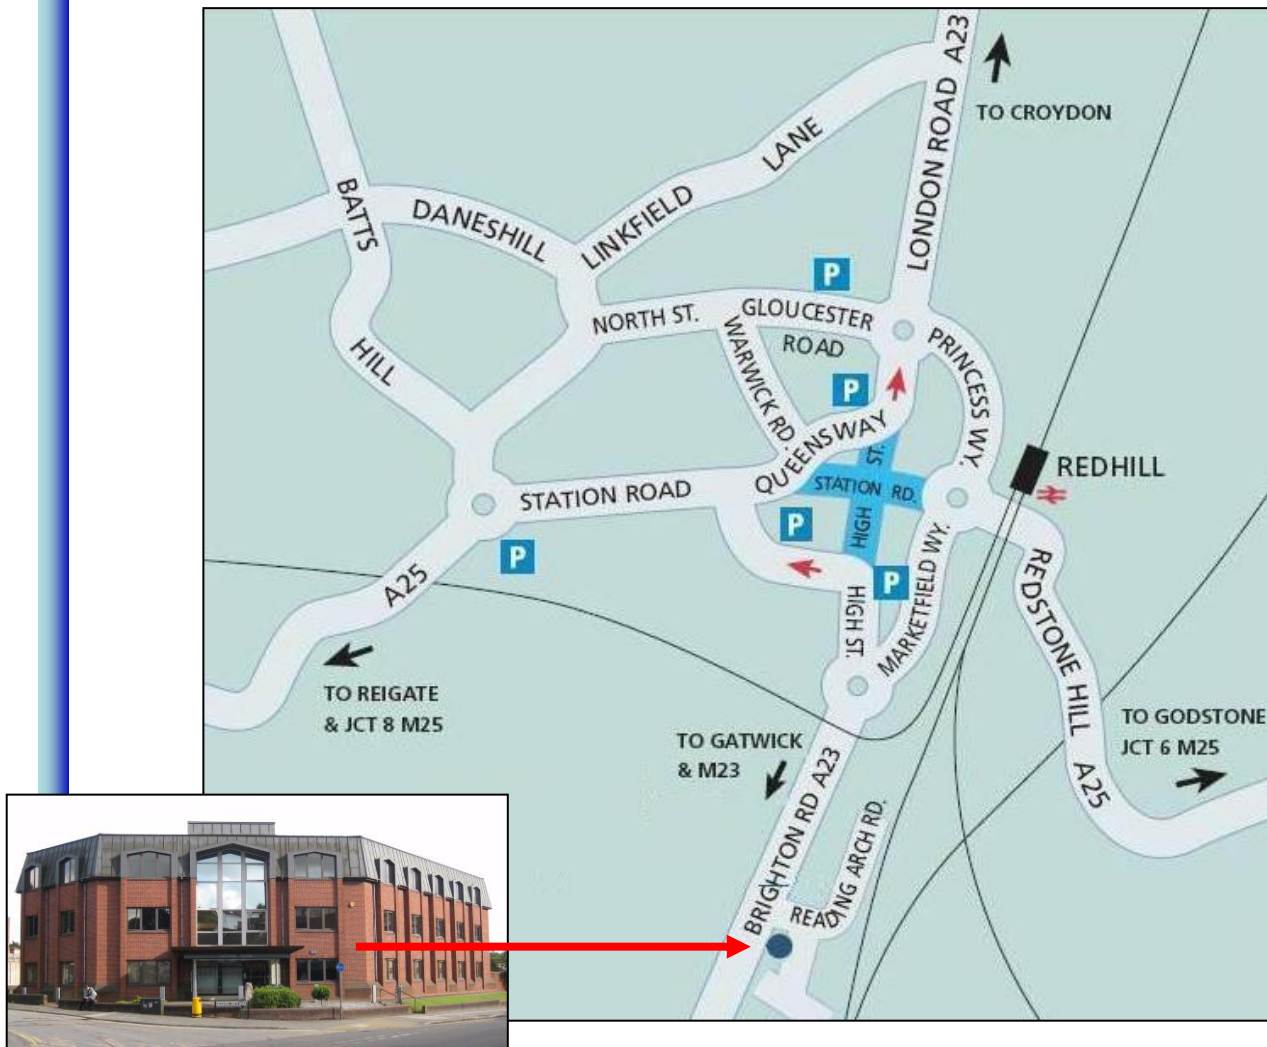 LONDON ROAD A23
TO CROYDON
BATTS
HILL
DANESHILL
LINKFIELD
LANE
P
NORTH ST.
GLOUCESTER
ROAD
WARWICK RD.
PRINCESS WY.
P
QUEENSWAY
REDHILL
STATION ROAD
STATION RD.
HIGH
ST.
P
P
P
A25
HIGH ST.
MARKETFIELD WY.
REDSTONE HILL
A25
TO REIGATE
& JCT 8 M25
TO GATWICK
& M23
TO GODSTONE
JCT 6 M25
BRIGHTON RD A23
READING ARCH RD.